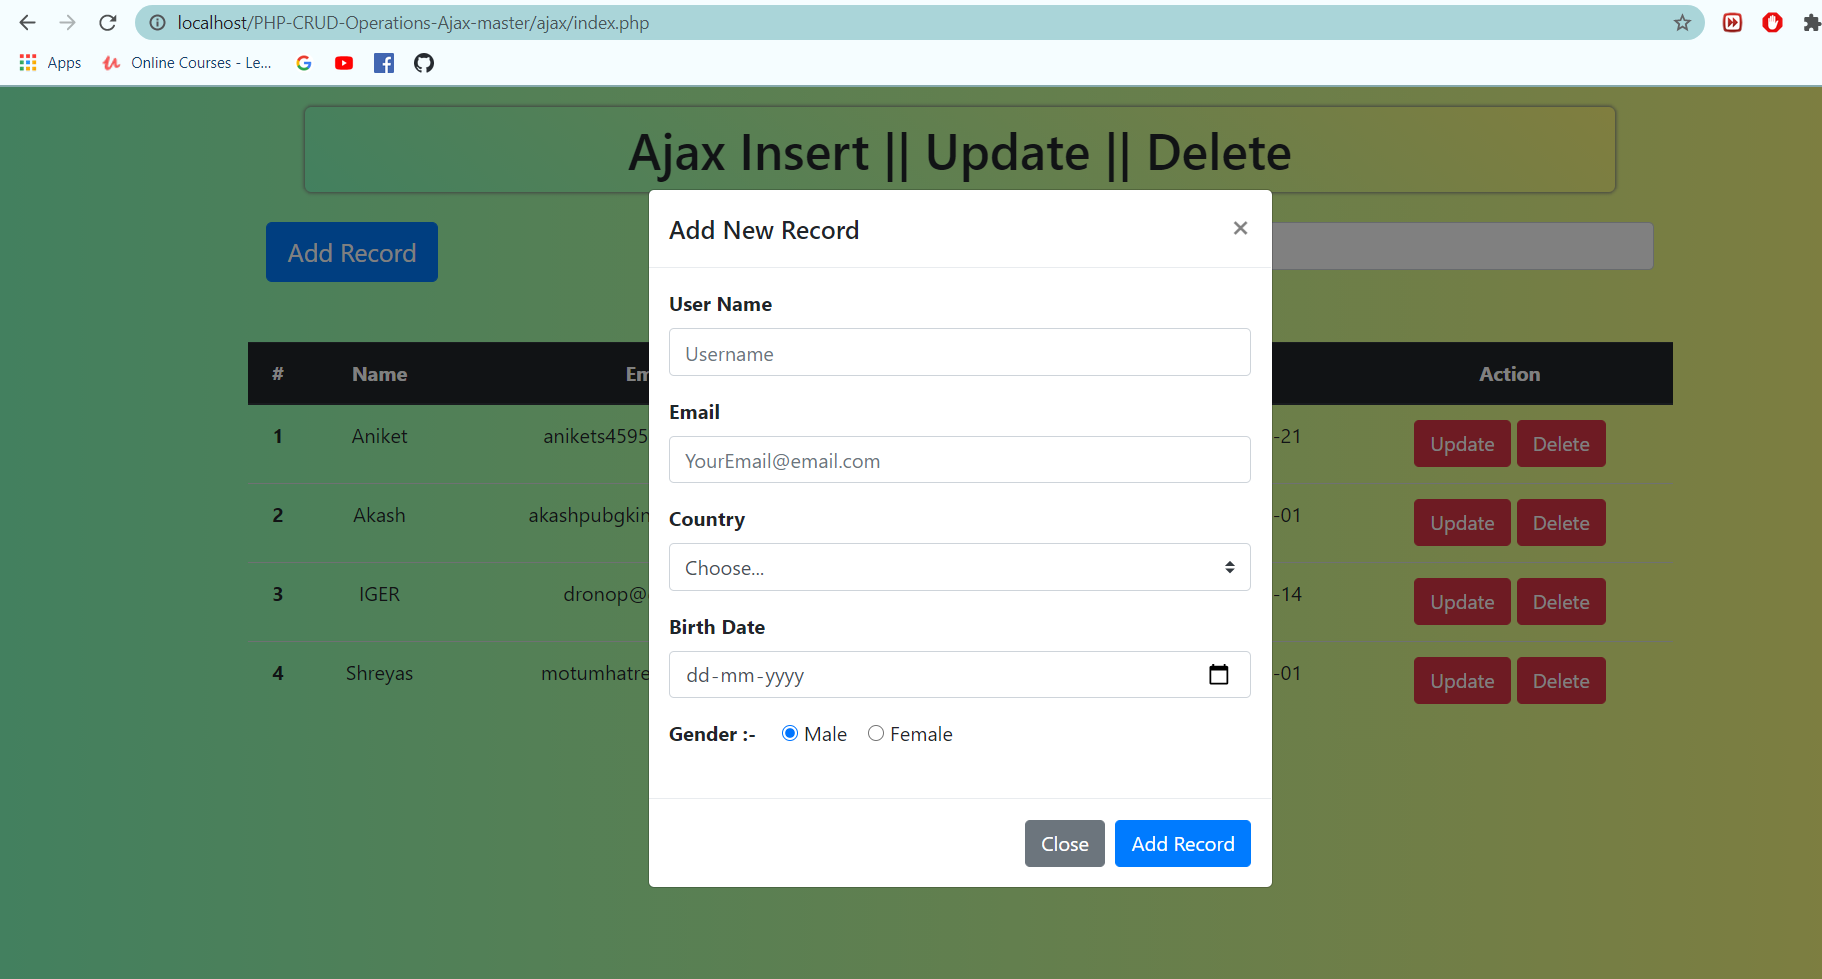 localhost/PHP-CRUD-Operations-Ajax-master/ajax/index.php
Apps Online Courses - Le...
Ajax Insert || Update || Delete
Add Record
# Name Em Action
1 Aniket anikets4595 -21 Update Delete
2 Akash akashpubgkin -01 Update Delete
3 IGER dronop@ -14 Update Delete
4 Shreyas motumhatre -01 Update Delete
Add New Record ×
User Name
Username
Email
YourEmail@email.com
Country
Choose...
Birth Date
dd-mm-yyyy
Gender :- Male Female
Close Add Record